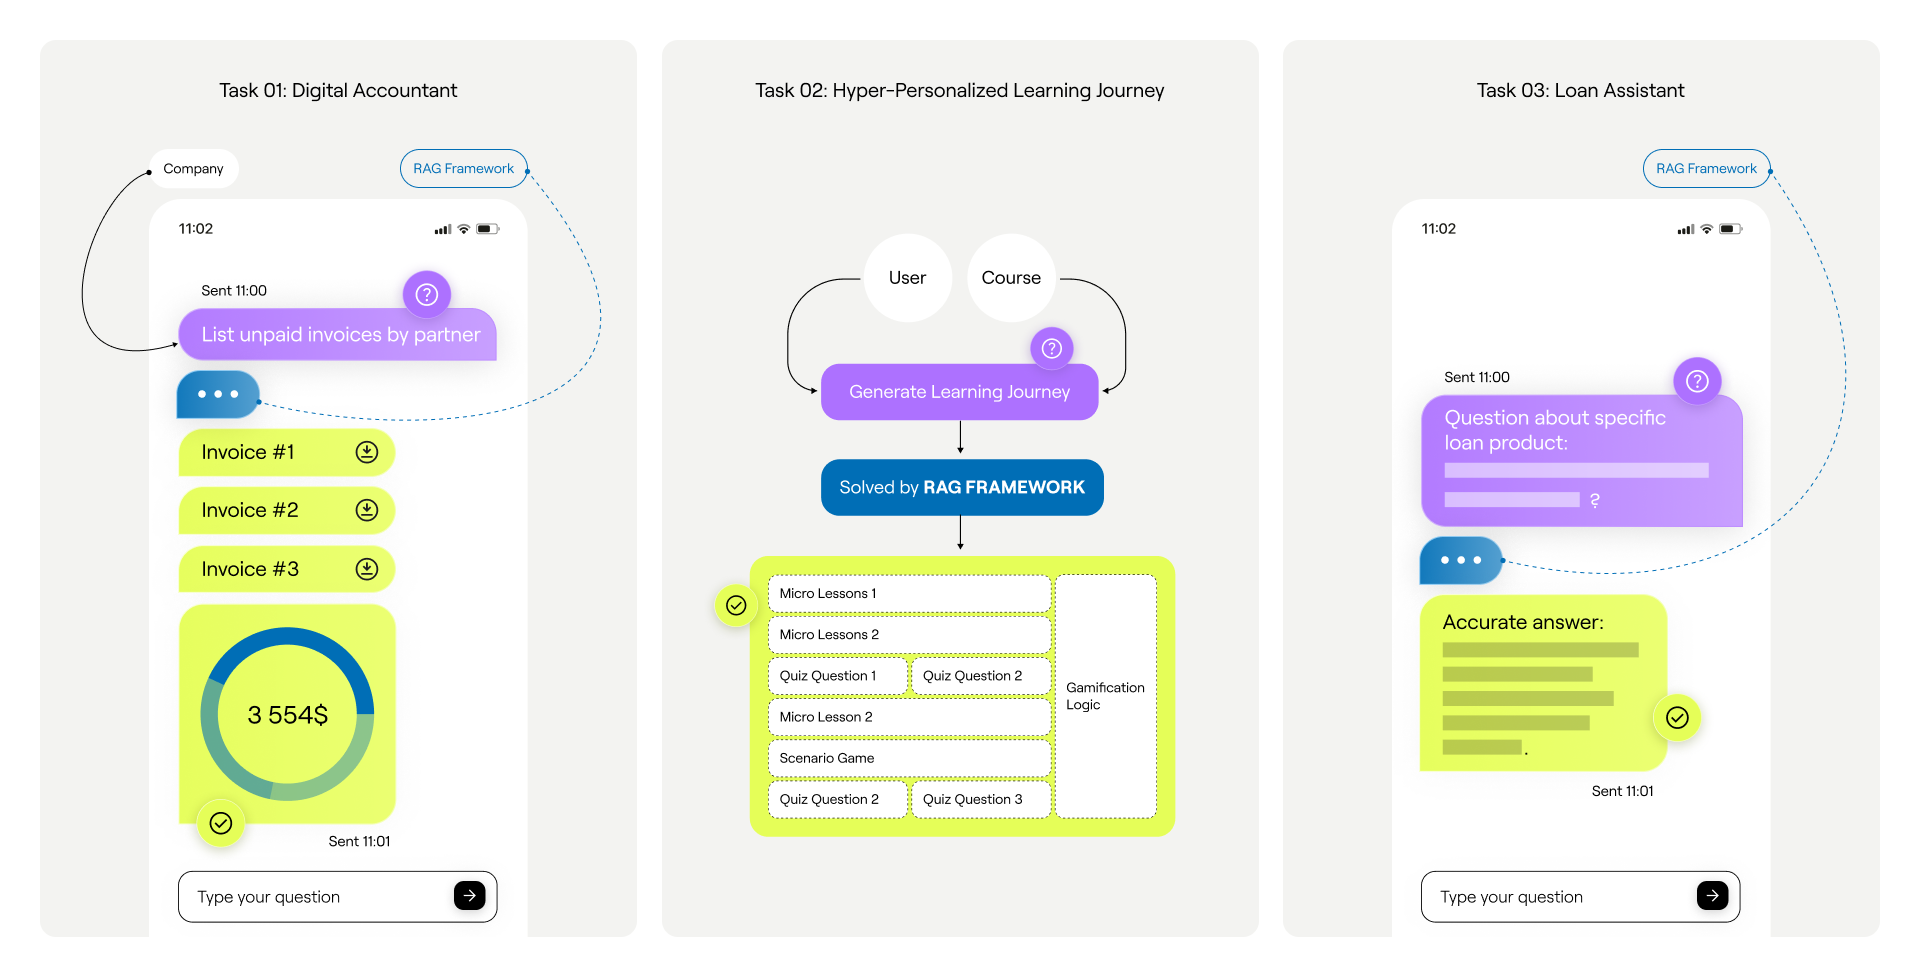 Task 01: Digital Accountant
Company
RAG Framework
11:02
Sent 11:00
List unpaid invoices by partner
Invoice #1
Invoice #2
Invoice #3
3 554$
Sent 11:01
Type your question
Task 02: Hyper-Personalized Learning Journey
User
Course
Generate Learning Journey
Solved by RAG FRAMEWORK
Micro Lessons 1
Micro Lessons 2
Quiz Question 1
Quiz Question 2
Micro Lesson 2
Scenario Game
Quiz Question 2
Quiz Question 3
Gamification
Logic
Task 03: Loan Assistant
RAG Framework
11:02
Sent 11:00
Question about specific
loan product:
?
Accurate answer:
.
Sent 11:01
Type your question